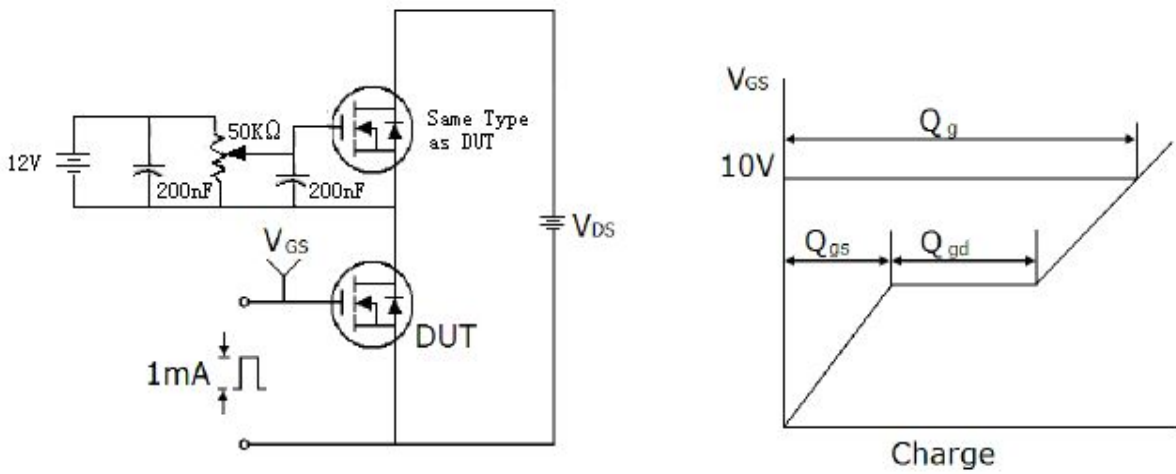 12V
200nF
50KΩ
200nF
Same Type
as DUT
VDS
VGS
DUT
1mA
VGS
10V
Qg
Qgs
Qgd
Charge